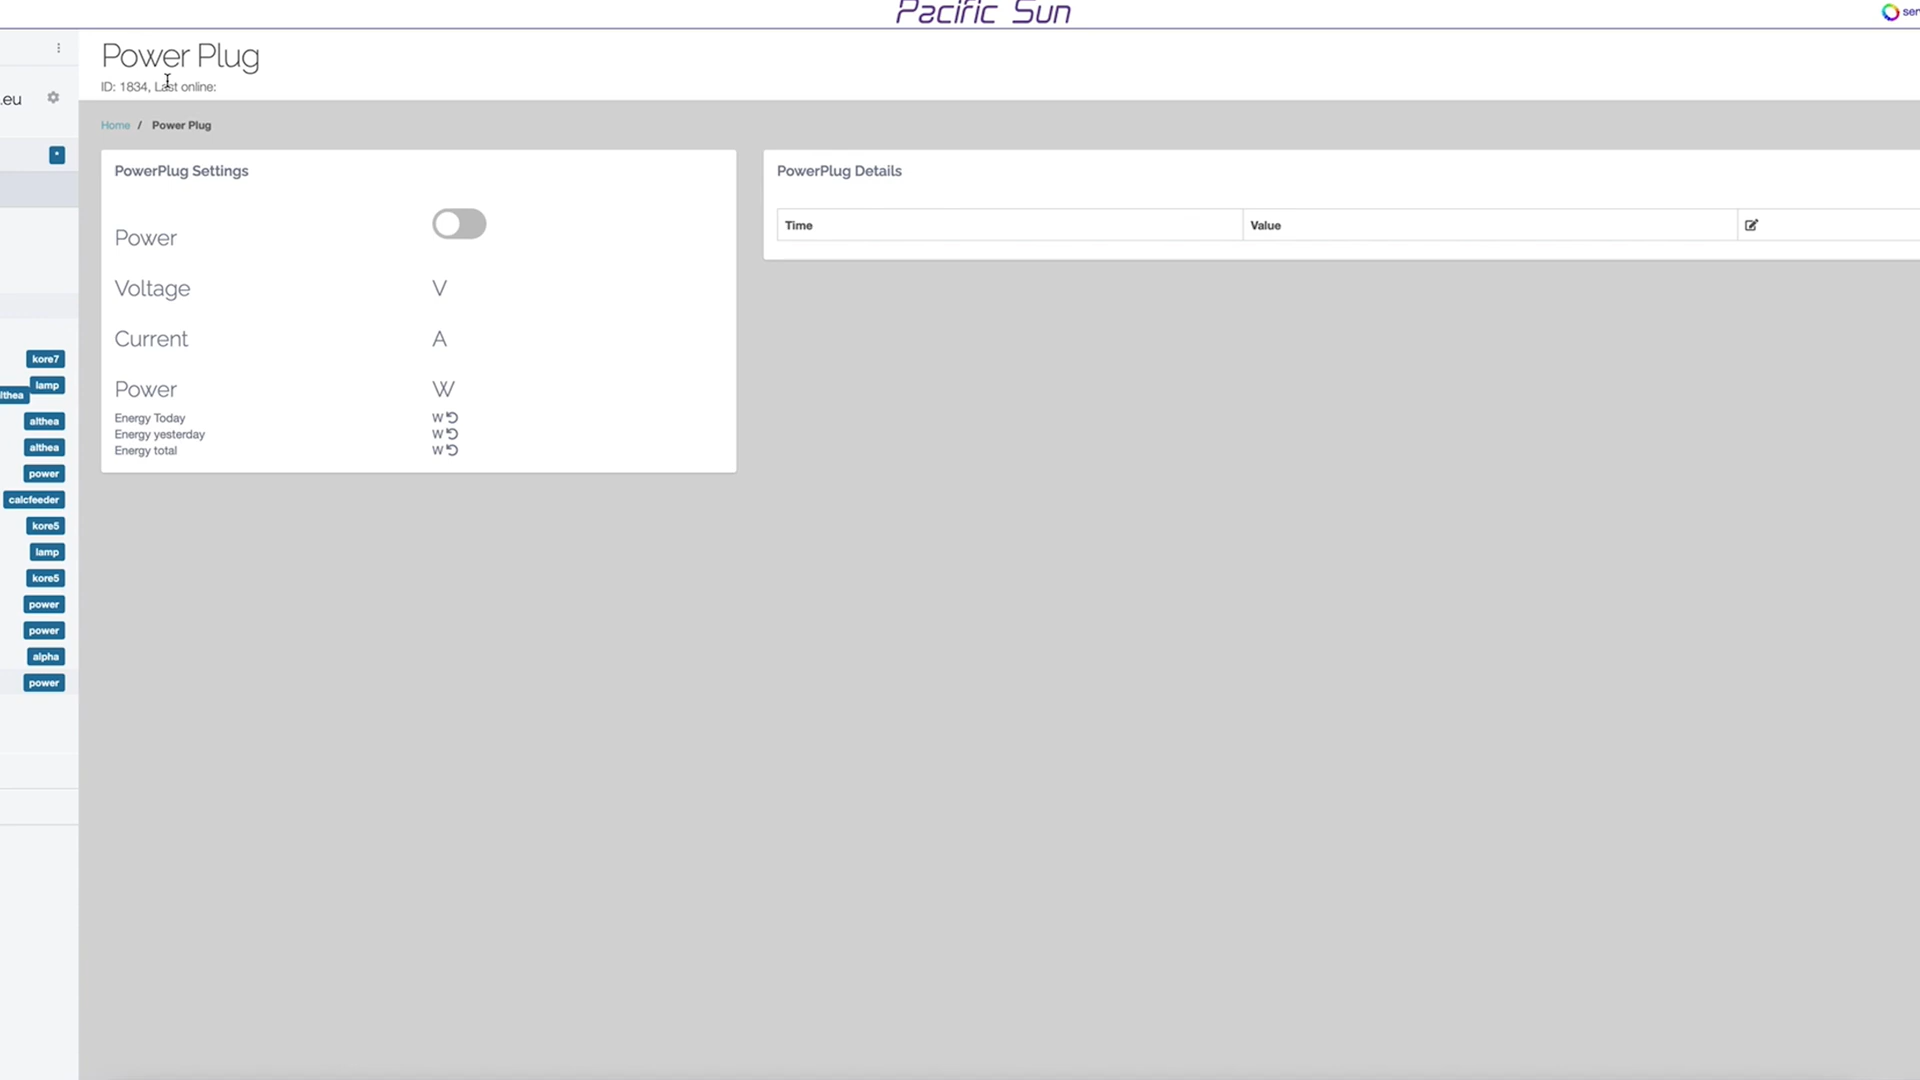 Pacific Sun
Power Plug
ID: 1834, Last online:
.eu
Home / Power Plug
*
PowerPlug Settings
Power
Voltage V
Current A
Power W
Energy Today W
Energy yesterday W
Energy total W
PowerPlug Details
Time Value
kore7
lamp
althea
althea
power
calcfeeder
kore5
lamp
kore5
power
power
alpha
power